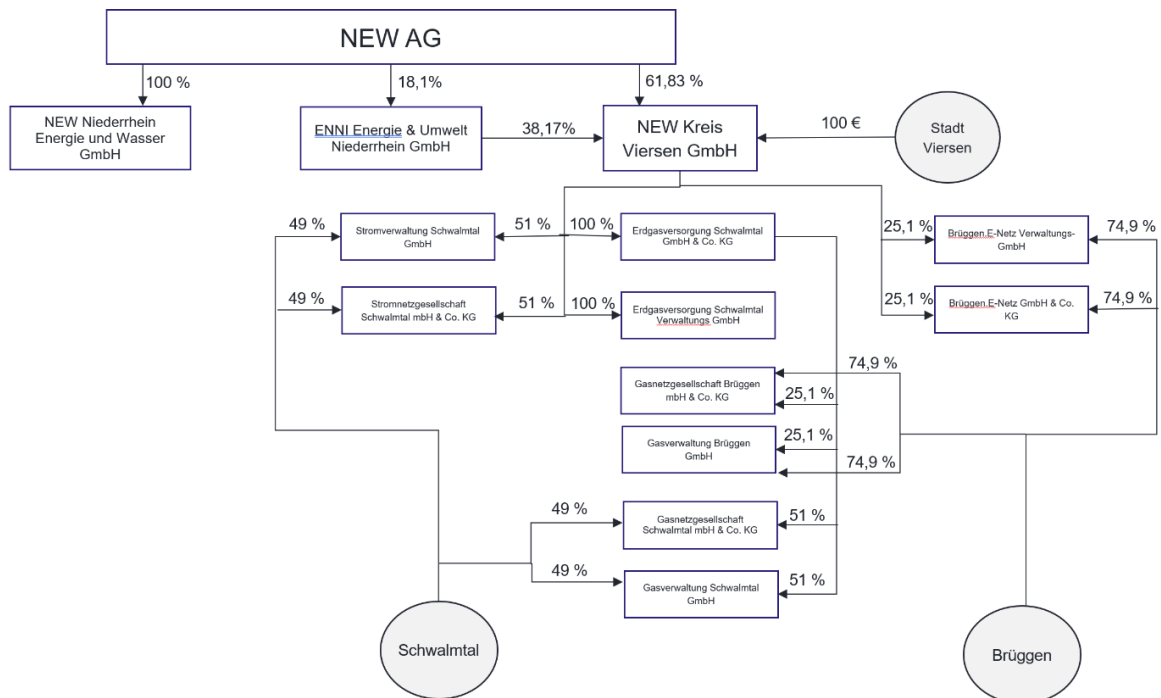 NEW AG
100 %
18,1%
61,83 %
NEW Niederrhein
Energie und Wasser
GmbH
ENNI Energie & Umwelt
Niederrhein GmbH
38,17%
NEW Kreis
Viersen GmbH
100 €
Stadt
Viersen
49 %
Stromverwaltung Schwalmtal
GmbH
51 %
100 %
Erdgasversorgung Schwalmtal
GmbH & Co. KG
25,1 %
Brüggen.E-Netz Verwaltungs-
GmbH
74,9 %
49 %
Stromnetzgesellschaft
Schwalmtal mbH & Co. KG
51 %
100 %
Erdgasversorgung Schwalmtal
Verwaltungs GmbH
25,1 %
Brüggen.E-Netz GmbH & Co.
KG
74,9 %
Gasnetzgesellschaft Brüggen
mbH & Co. KG
74,9 %
25,1 %
Gasverwaltung Brüggen
GmbH
25,1 %
74,9 %
49 %
Gasnetzgesellschaft
Schwalmtal mbH & Co. KG
51 %
49 %
Gasverwaltung Schwalmtal
GmbH
51 %
Schwalmtal
Brüggen